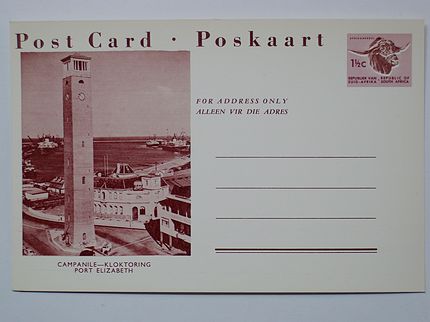 Post Card · Poskaart
1½c
REPUBLIEK VAN REPUBLIC OF
SUID-AFRIKA SOUTH AFRICA
FOR ADDRESS ONLY
ALLEEN VIR DIE ADRES
CAMPANILE—KLOKTORING
PORT ELIZABETH